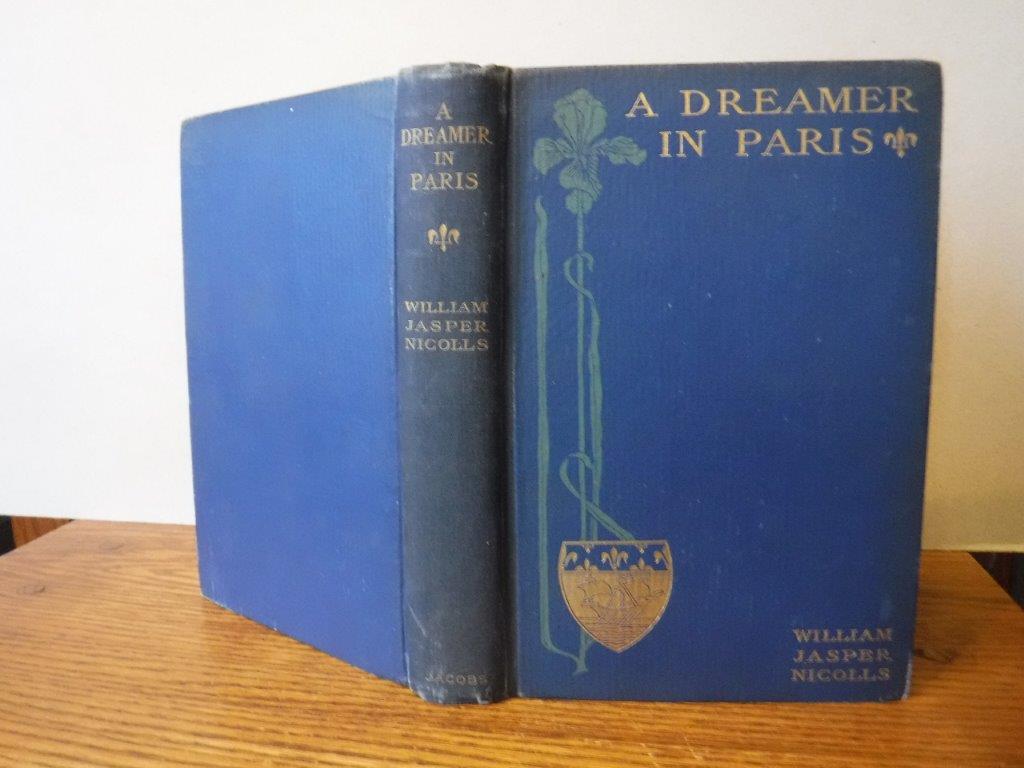 A
DREAMER
IN
PARIS
WILLIAM
JASPER
NICOLLS
JACOBS
A DREAMER
IN PARIS
WILLIAM
JASPER
NICOLLS